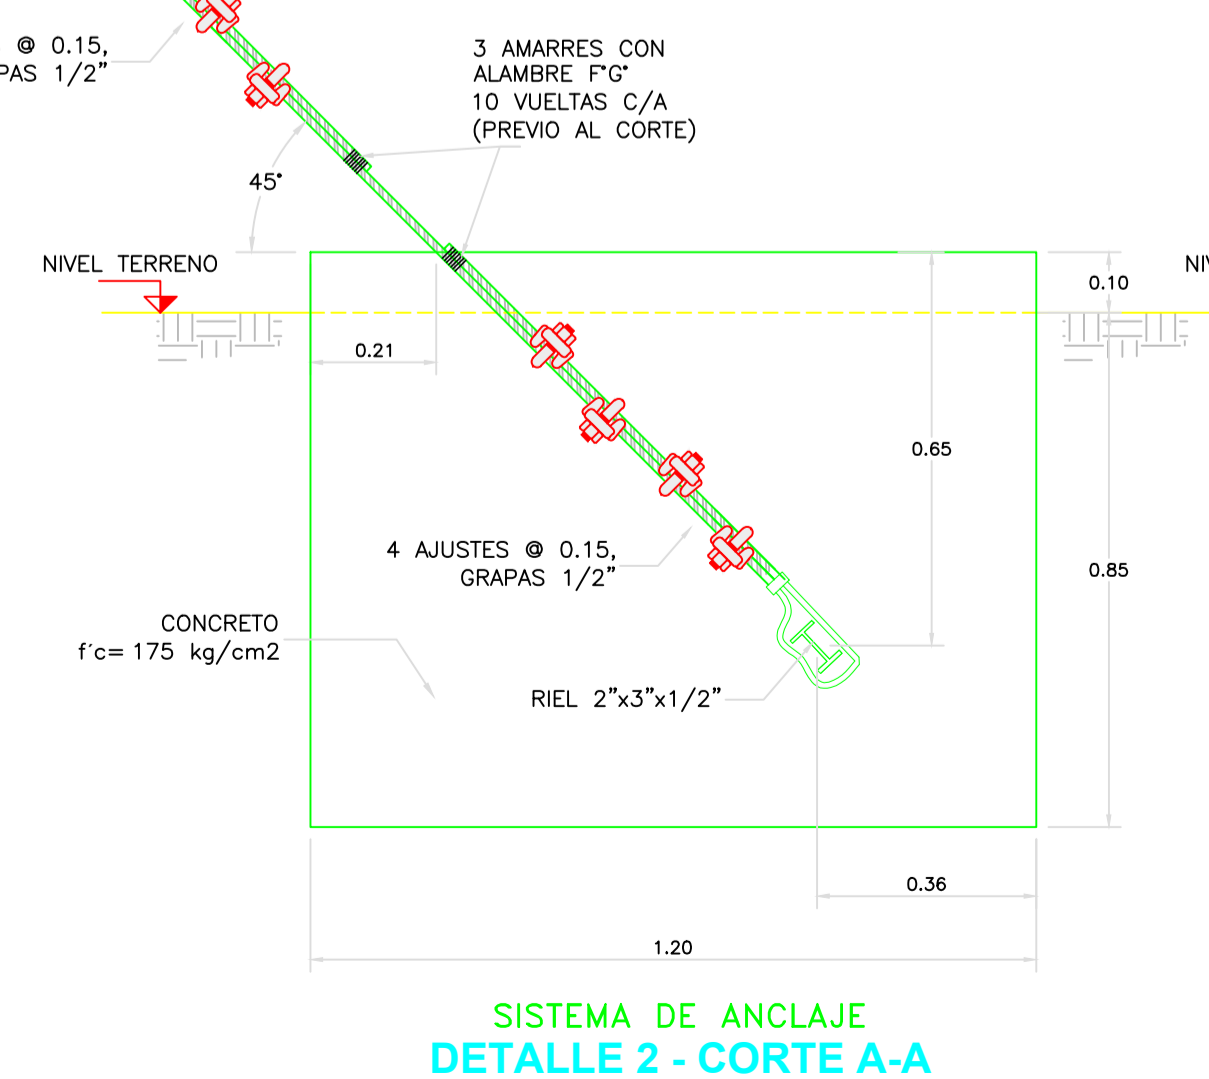 @ 0.15,
PAS 1/2”
3 AMARRES CON
ALAMBRE F°G°
10 VUELTAS C/A
(PREVIO AL CORTE)
45°
NIVEL TERRENO
0.10
0.21
0.65
4 AJUSTES @ 0.15,
GRAPAS 1/2”
0.85
CONCRETO
f´c= 175 kg/cm2
RIEL 2”x3”x1/2”
0.36
1.20
SISTEMA DE ANCLAJE
DETALLE 2 - CORTE A-A